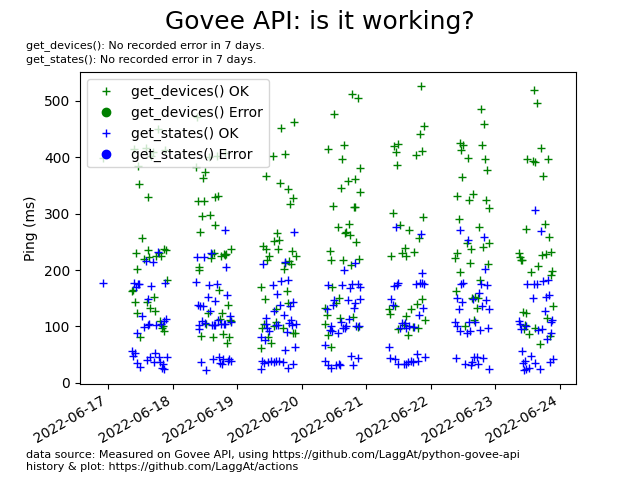 Govee API: is it working?
get_devices(): No recorded error in 7 days.
get_states(): No recorded error in 7 days.
get_devices() OK
get_devices() Error
get_states() OK
get_states() Error
Ping (ms)
500
400
300
200
100
0
2022-06-17
2022-06-18
2022-06-19
2022-06-20
2022-06-21
2022-06-22
2022-06-23
2022-06-24
data source: Measured on Govee API, using https://github.com/LaggAt/python-govee-api
history & plot: https://github.com/LaggAt/actions